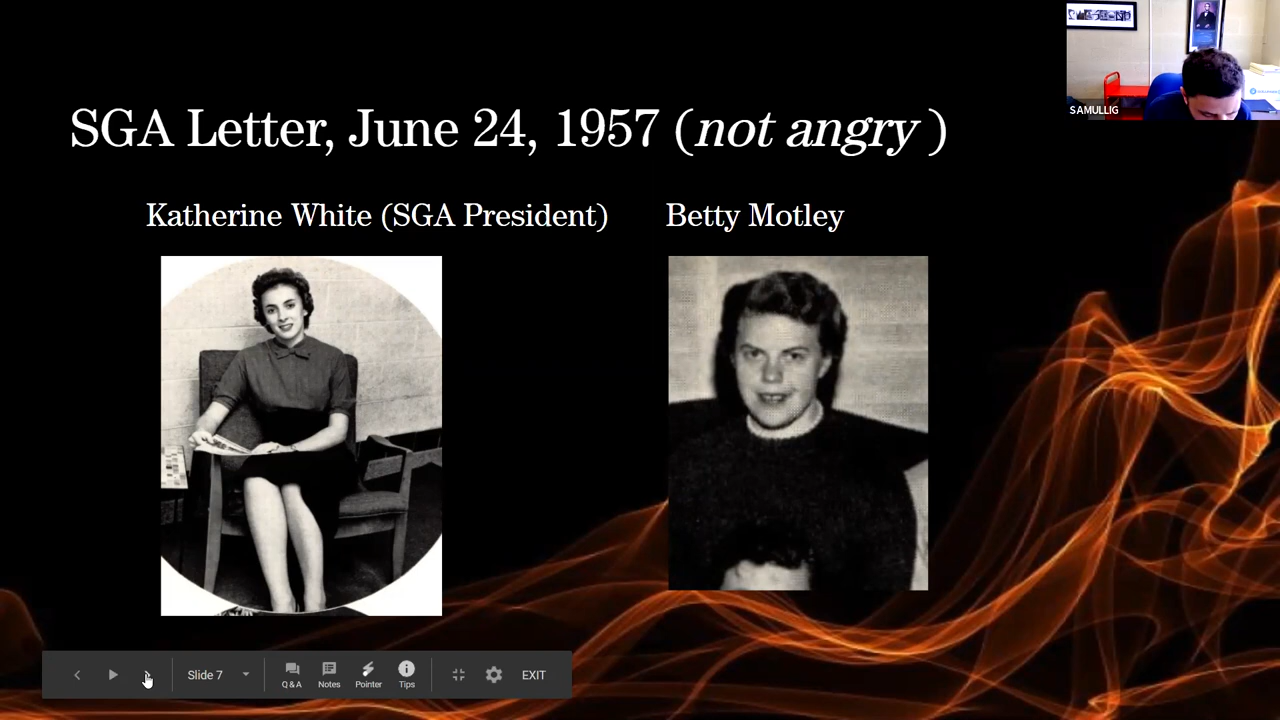 SAMULLIG
SGA Letter, June 24, 1957 (not angry )
Katherine White (SGA President)
Betty Motley
Slide 7
Q & A
Notes
Pointer
Tips
EXIT